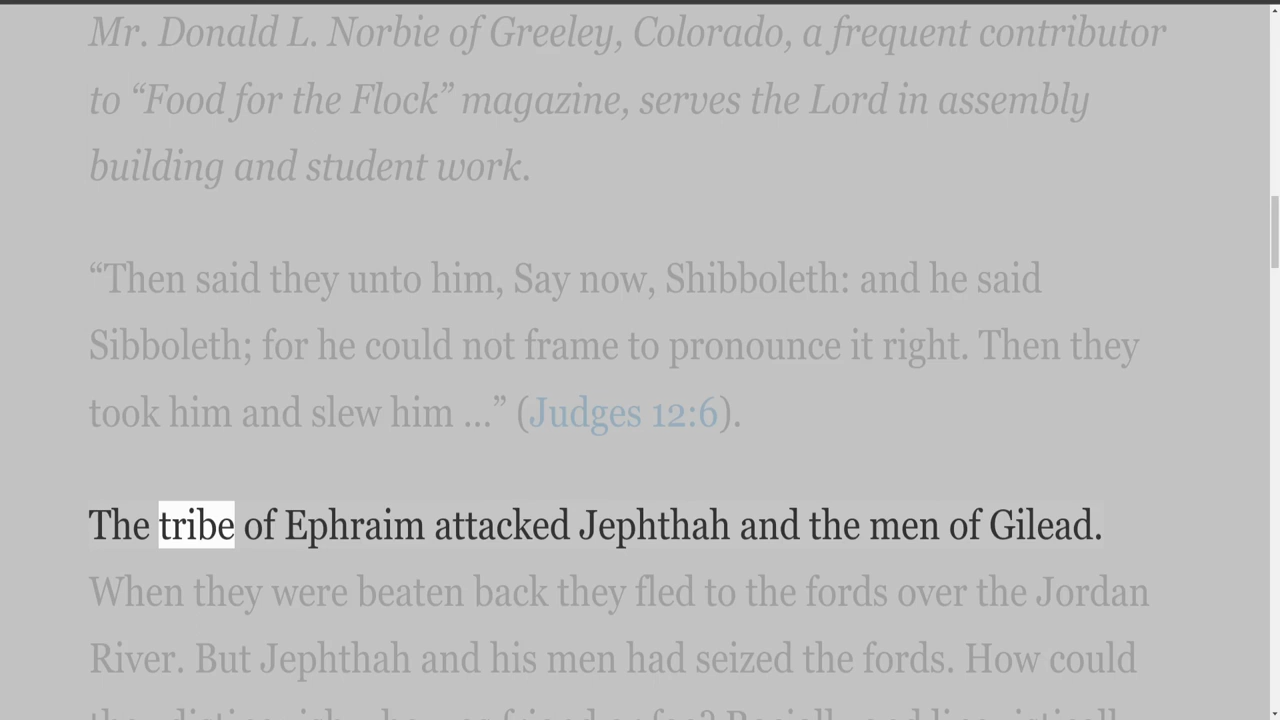 Mr. Donald L. Norbie of Greeley, Colorado, a frequent contributor
to “Food for the Flock” magazine, serves the Lord in assembly
building and student work.
“Then said they unto him, Say now, Shibboleth: and he said
Sibboleth; for he could not frame to pronounce it right. Then they
took him and slew him …” (Judges 12:6).
The tribe of Ephraim attacked Jephthah and the men of Gilead.
When they were beaten back they fled to the fords over the Jordan
River. But Jephthah and his men had seized the fords. How could